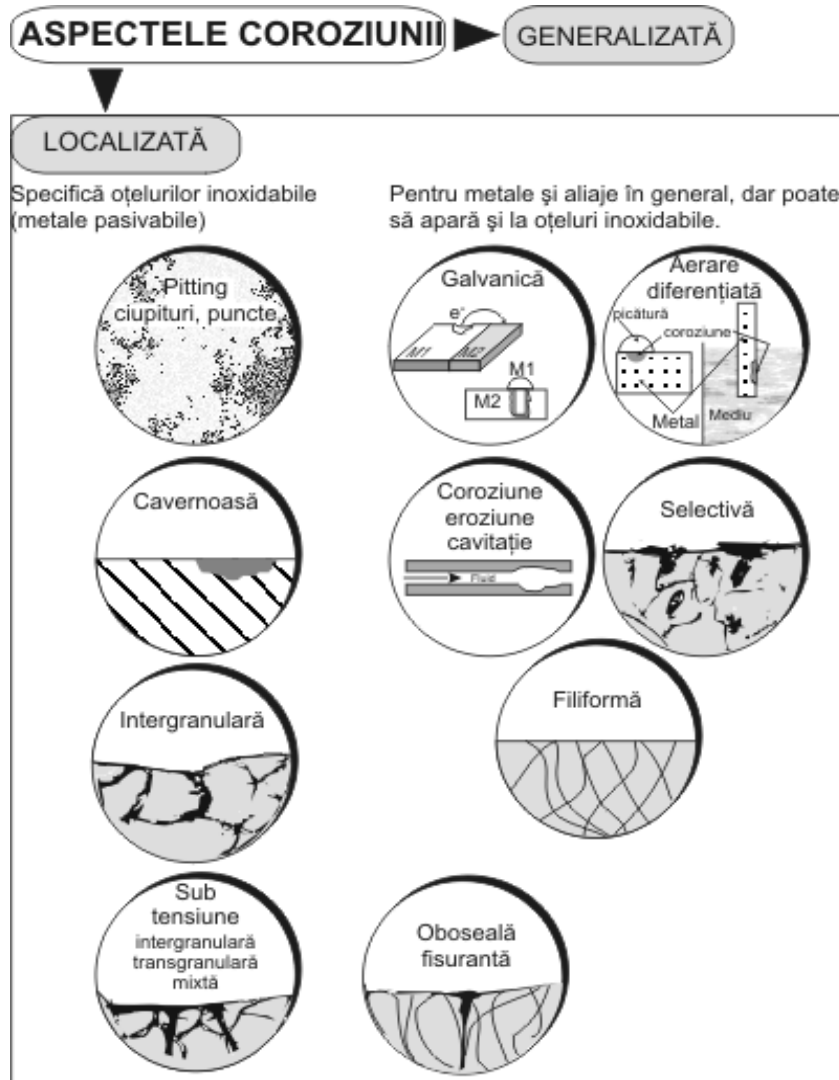 ASPECTELE COROZIUNII
GENERALIZATĂ
LOCALIZATĂ
Specifică oțelurilor inoxidabile
(metale pasivabile)
Pentru metale şi aliaje în general, dar poate
să apară şi la oțeluri inoxidabile.
Pitting
ciupituri, puncte
Galvanică
e-
M1
M2
M1
M2
Aerare
diferențiată
picătură
coroziune
Metal
Mediu
Cavernoasă
Coroziune
eroziune
cavitație
Fluid
Selectivă
Intergranulară
Filiformă
Sub
tensiune
intergranulară
transgranulară
mixtă
Oboseală
fisurantă